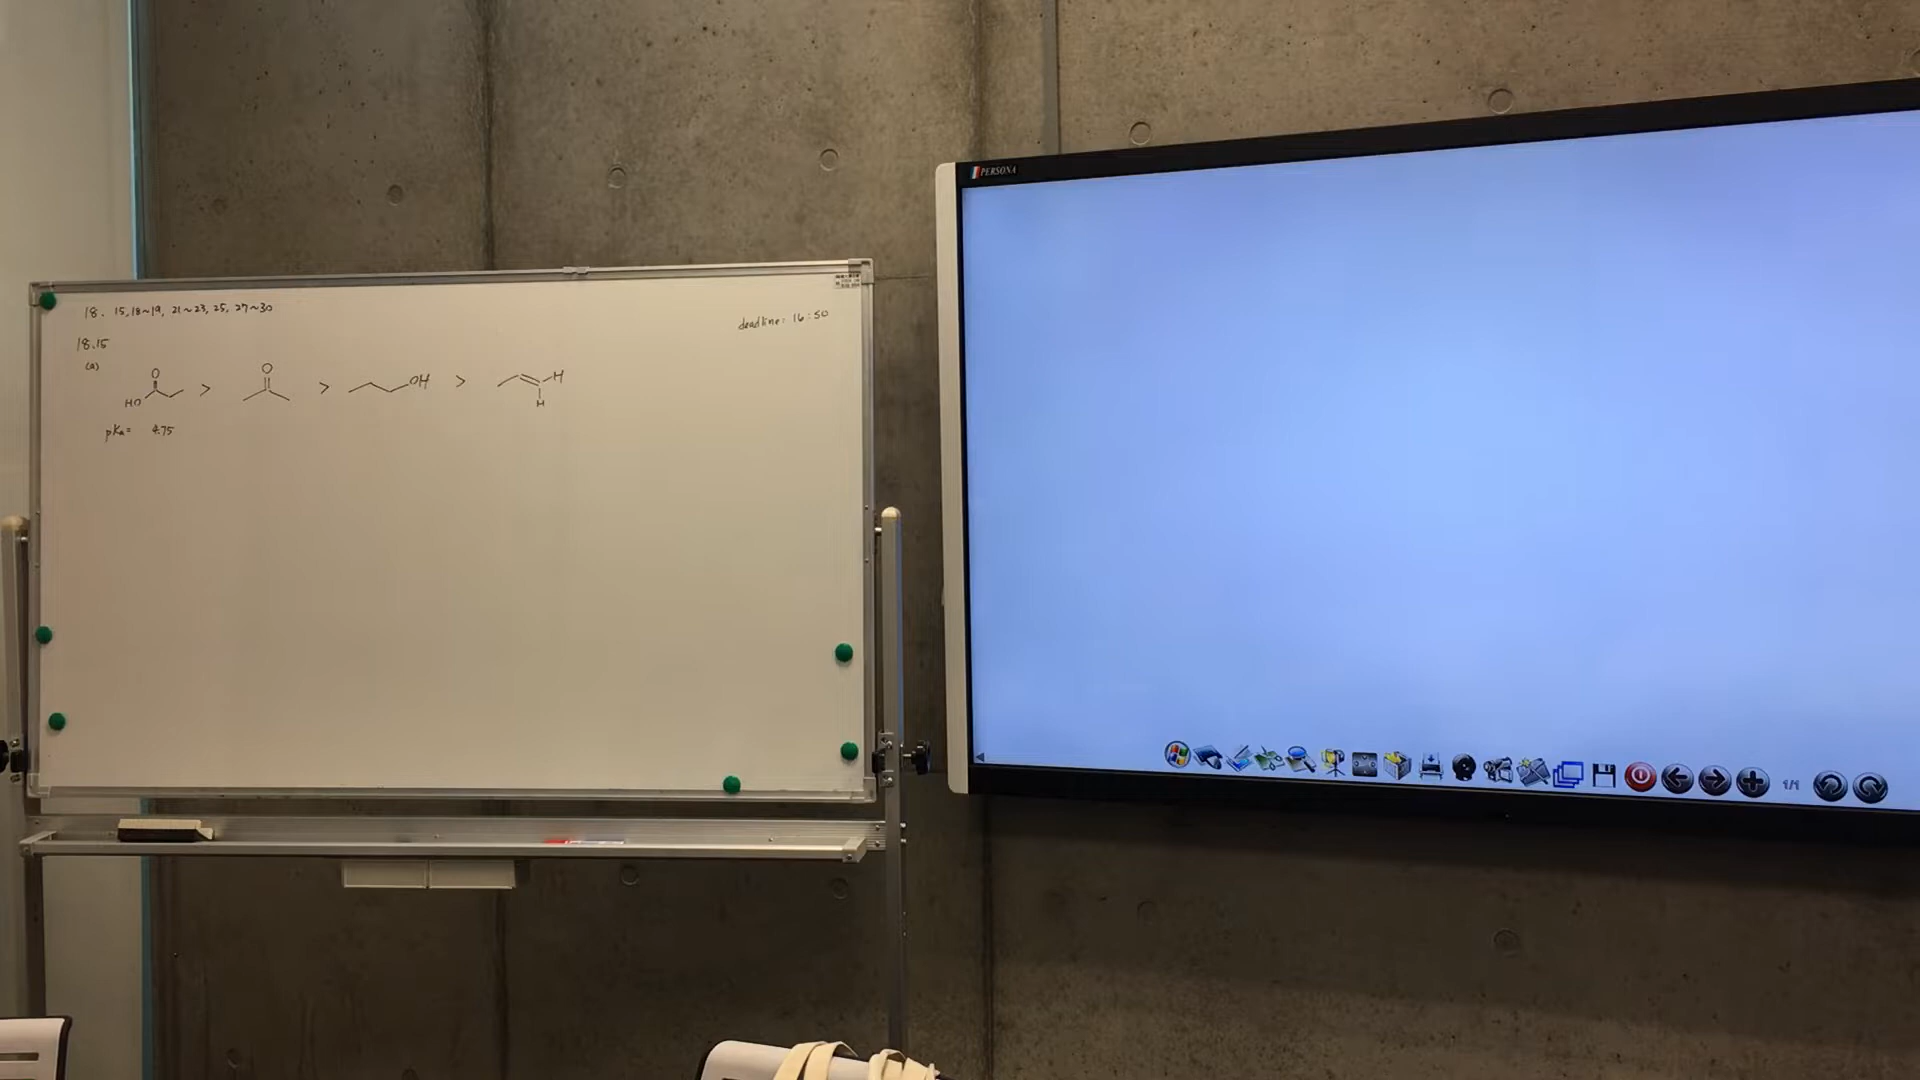 18. 15, 18~19, 21~23, 25, 27~30
deadline: 16:50
18.15
(a)
O
HO
>
O
>
OH
>
H
H
pKa= 4.75
PERSONA
1/1